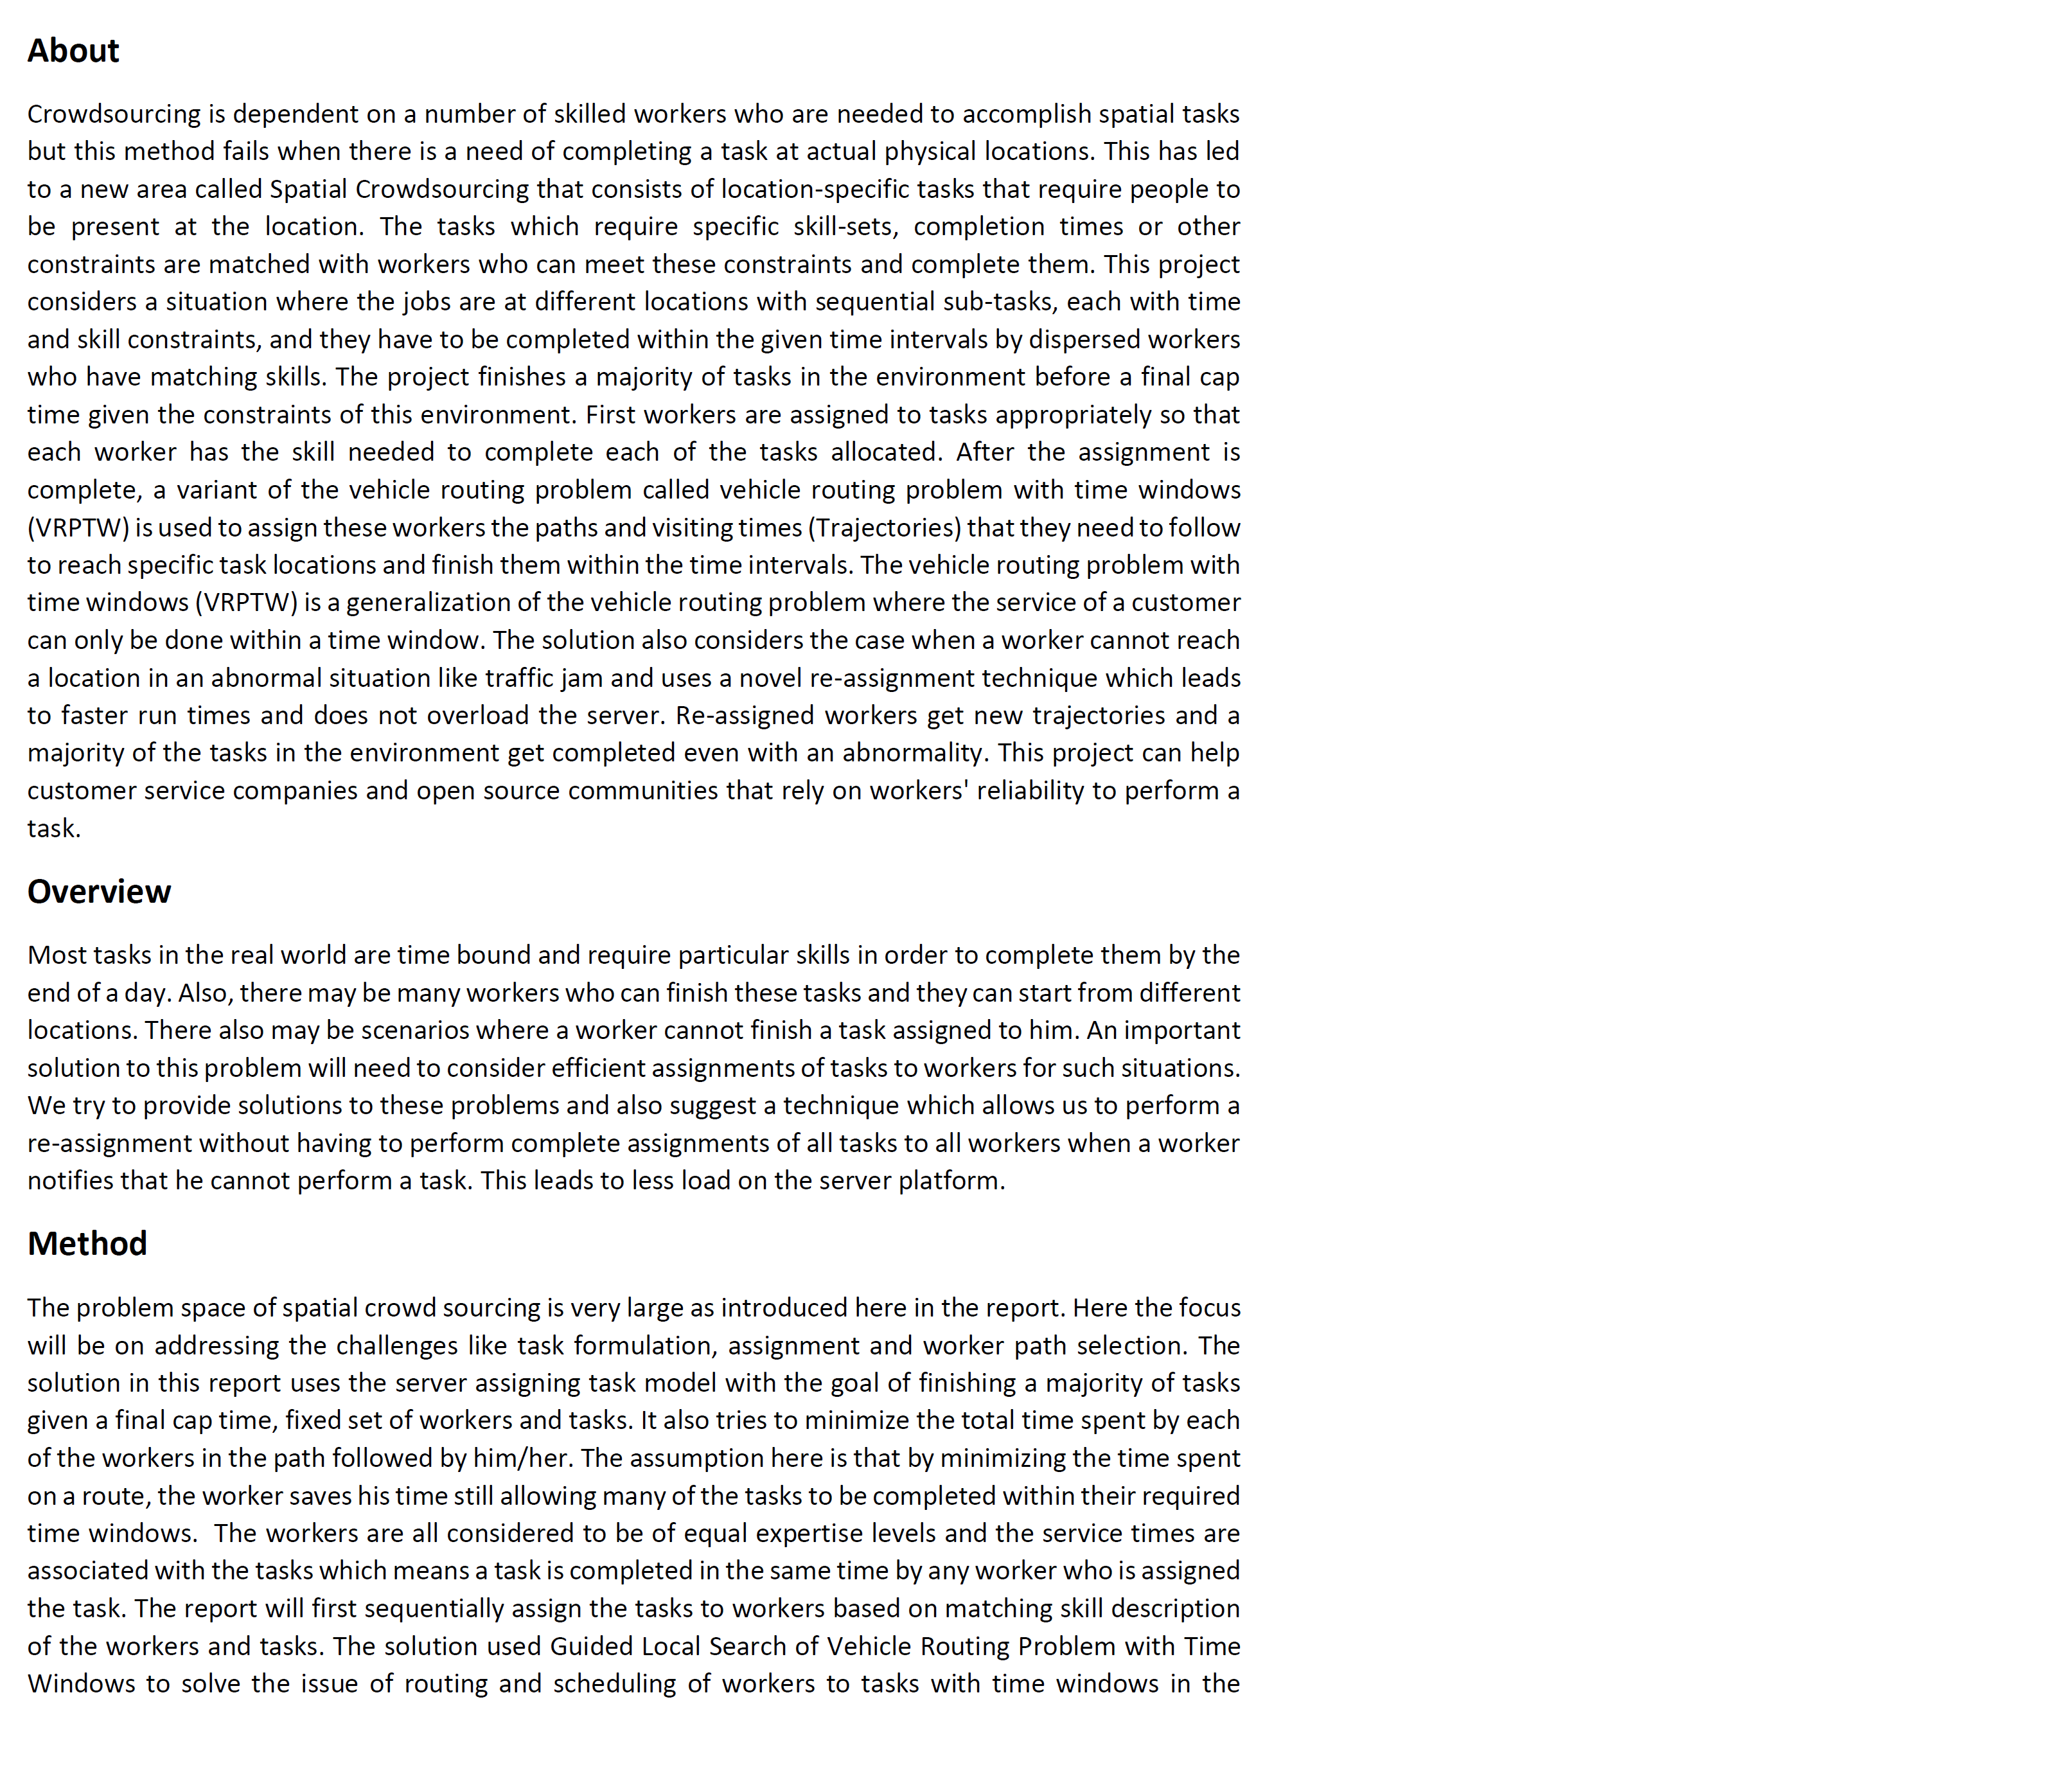 About
Crowdsourcing is dependent on a number of skilled workers who are needed to accomplish spatial tasks
but this method fails when there is a need of completing a task at actual physical locations. This has led
to a new area called Spatial Crowdsourcing that consists of location-specific tasks that require people to
be present at the location. The tasks which require specific skill-sets, completion times or other
constraints are matched with workers who can meet these constraints and complete them. This project
considers a situation where the jobs are at different locations with sequential sub-tasks, each with time
and skill constraints, and they have to be completed within the given time intervals by dispersed workers
who have matching skills. The project finishes a majority of tasks in the environment before a final cap
time given the constraints of this environment. First workers are assigned to tasks appropriately so that
each worker has the skill needed to complete each of the tasks allocated. After the assignment is
complete, a variant of the vehicle routing problem called vehicle routing problem with time windows
(VRPTW) is used to assign these workers the paths and visiting times (Trajectories) that they need to follow
to reach specific task locations and finish them within the time intervals. The vehicle routing problem with
time windows (VRPTW) is a generalization of the vehicle routing problem where the service of a customer
can only be done within a time window. The solution also considers the case when a worker cannot reach
a location in an abnormal situation like traffic jam and uses a novel re-assignment technique which leads
to faster run times and does not overload the server. Re-assigned workers get new trajectories and a
majority of the tasks in the environment get completed even with an abnormality. This project can help
customer service companies and open source communities that rely on workers' reliability to perform a
task.
Overview
Most tasks in the real world are time bound and require particular skills in order to complete them by the
end of a day. Also, there may be many workers who can finish these tasks and they can start from different
locations. There also may be scenarios where a worker cannot finish a task assigned to him. An important
solution to this problem will need to consider efficient assignments of tasks to workers for such situations.
We try to provide solutions to these problems and also suggest a technique which allows us to perform a
re-assignment without having to perform complete assignments of all tasks to all workers when a worker
notifies that he cannot perform a task. This leads to less load on the server platform.
Method
The problem space of spatial crowd sourcing is very large as introduced here in the report. Here the focus
will be on addressing the challenges like task formulation, assignment and worker path selection. The
solution in this report uses the server assigning task model with the goal of finishing a majority of tasks
given a final cap time, fixed set of workers and tasks. It also tries to minimize the total time spent by each
of the workers in the path followed by him/her. The assumption here is that by minimizing the time spent
on a route, the worker saves his time still allowing many of the tasks to be completed within their required
time windows.  The workers are all considered to be of equal expertise levels and the service times are
associated with the tasks which means a task is completed in the same time by any worker who is assigned
the task. The report will first sequentially assign the tasks to workers based on matching skill description
of the workers and tasks. The solution used Guided Local Search of Vehicle Routing Problem with Time
Windows to solve the issue of routing and scheduling of workers to tasks with time windows in the